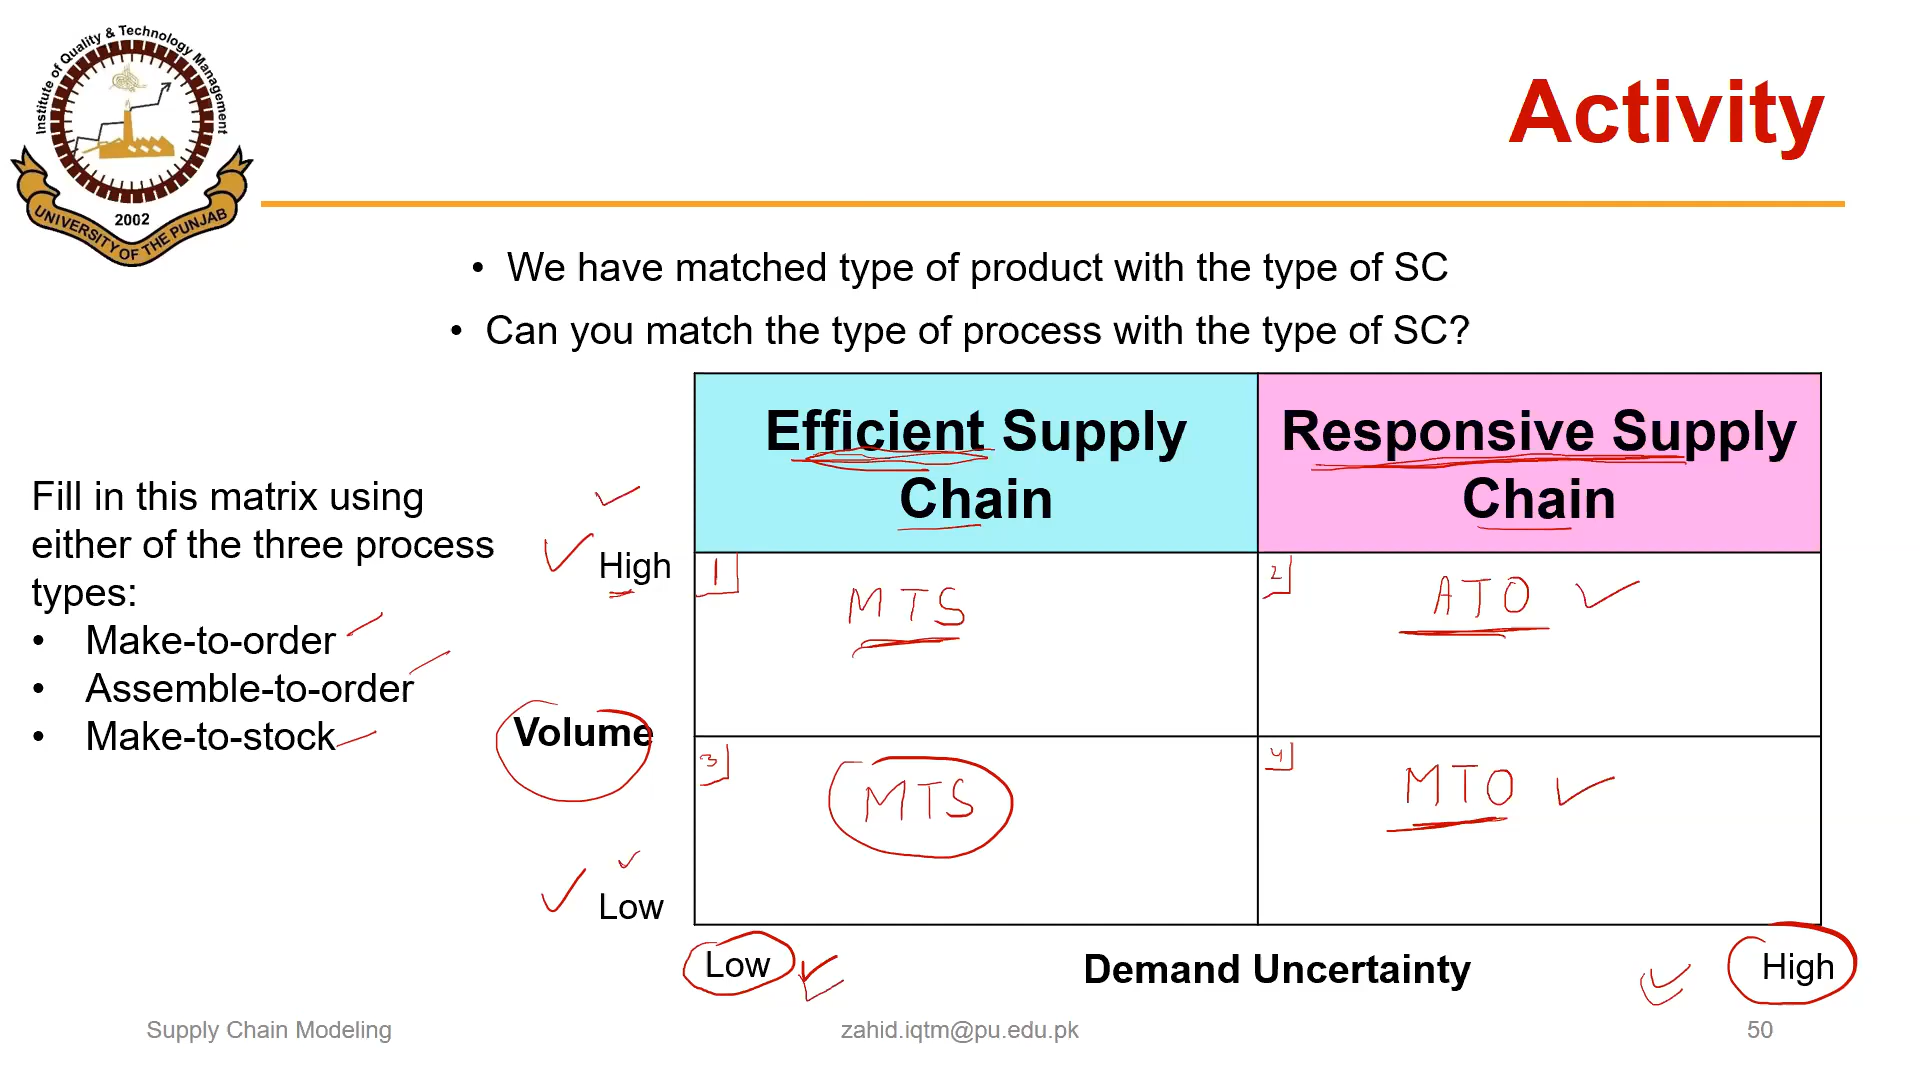 Institute of Quality & Technology Management
2002
UNIVERSITY OF THE PUNJAB
Activity
• We have matched type of product with the type of SC
• Can you match the type of process with the type of SC?
Fill in this matrix using
either of the three process
types:
• Make-to-order
• Assemble-to-order
• Make-to-stock
Efficient Supply
Chain
Responsive Supply
Chain
High
1
MTS
2
ATO
Volume
3
MTS
4
MTO
Low
Low
Demand Uncertainty
High
Supply Chain Modeling
zahid.iqtm@pu.edu.pk
50